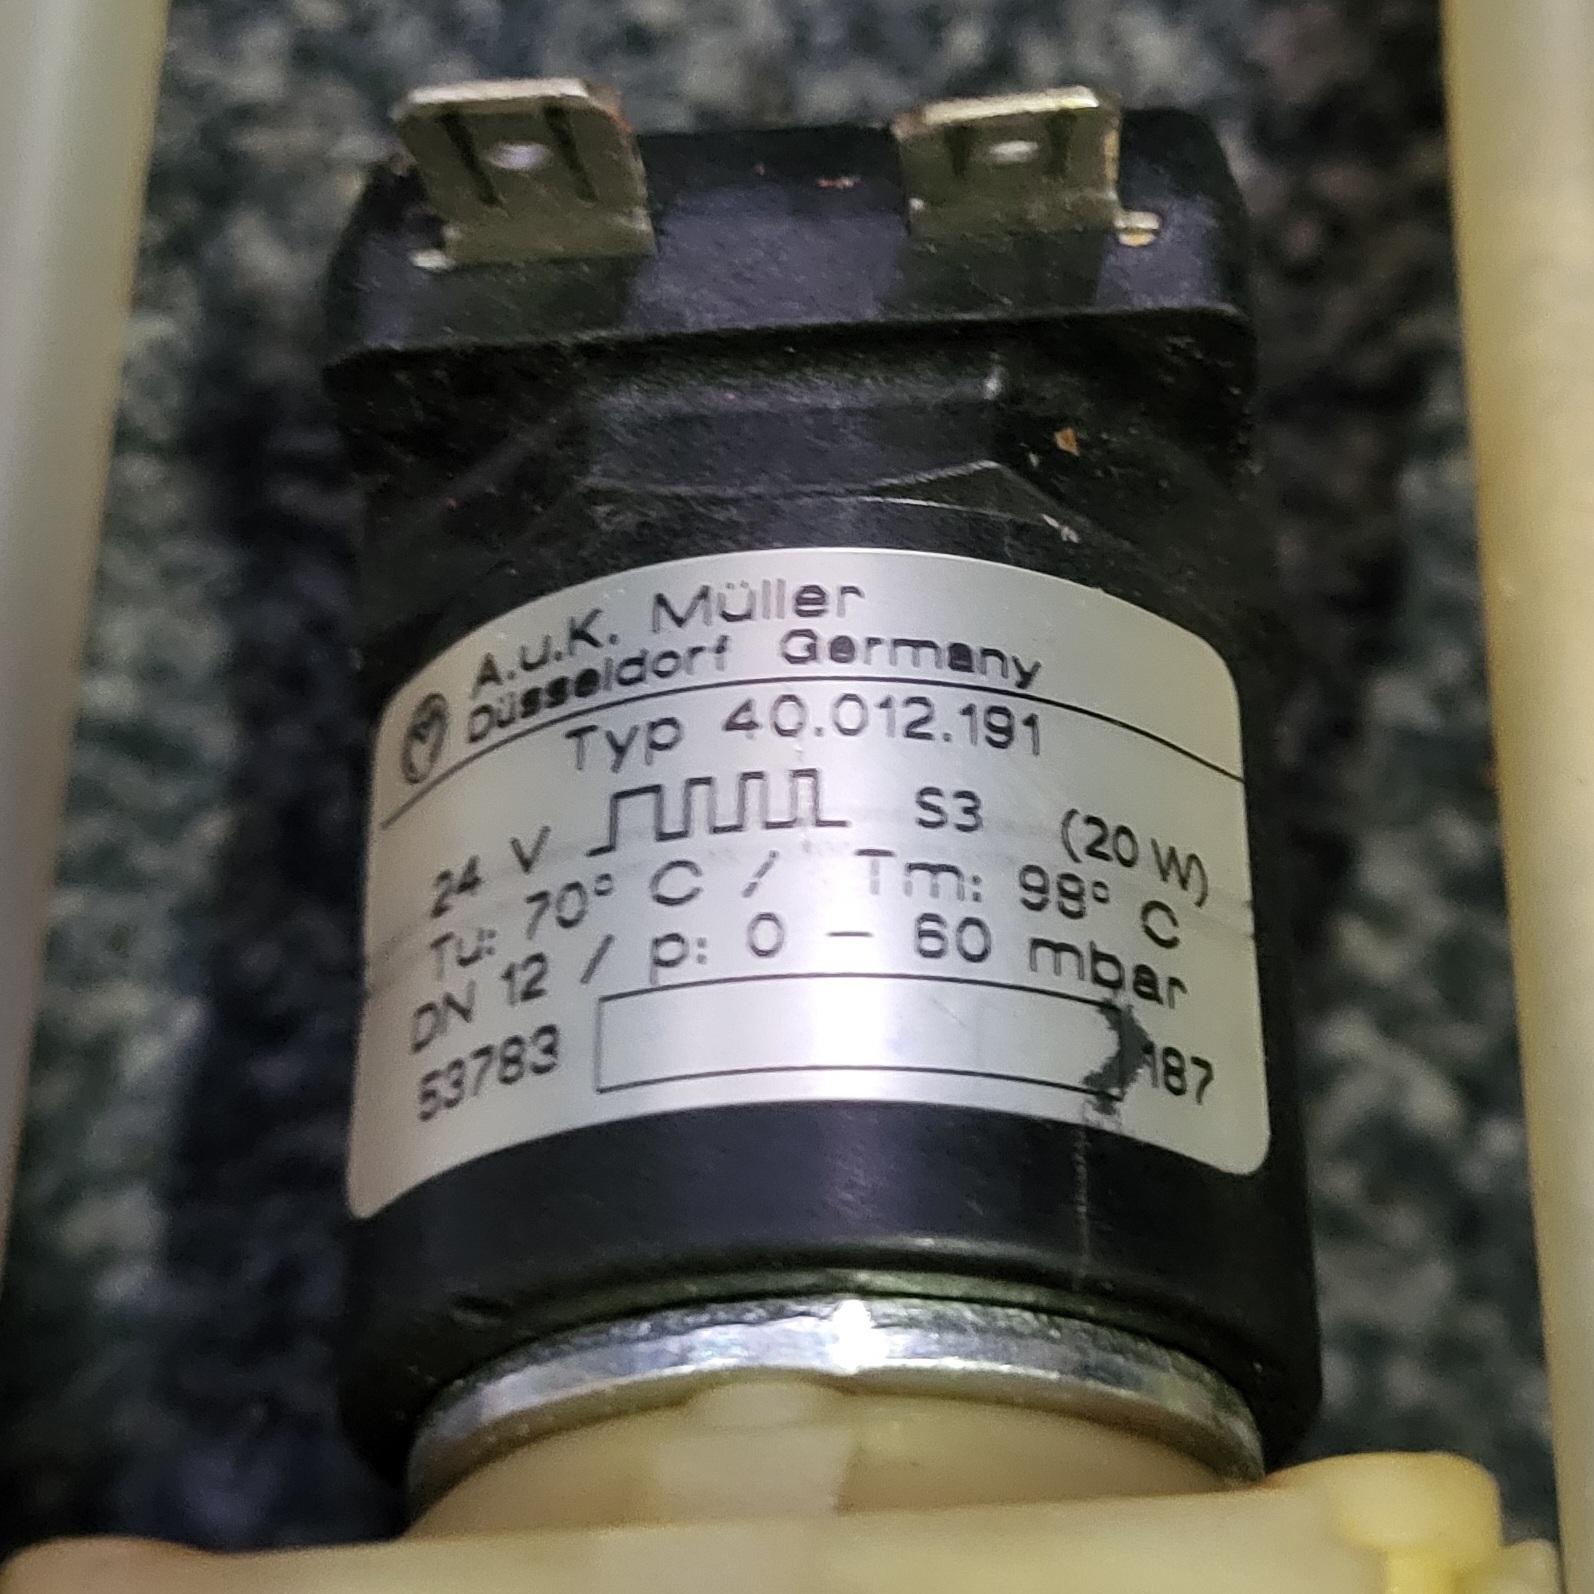 A.u.K. Müller
Düsseldorf Germany
Typ 40.012.191
24 V S3 (20 W)
Tu: 70° C / Tm: 98° C
DN 12 / p: 0 – 60 mbar
53783 187